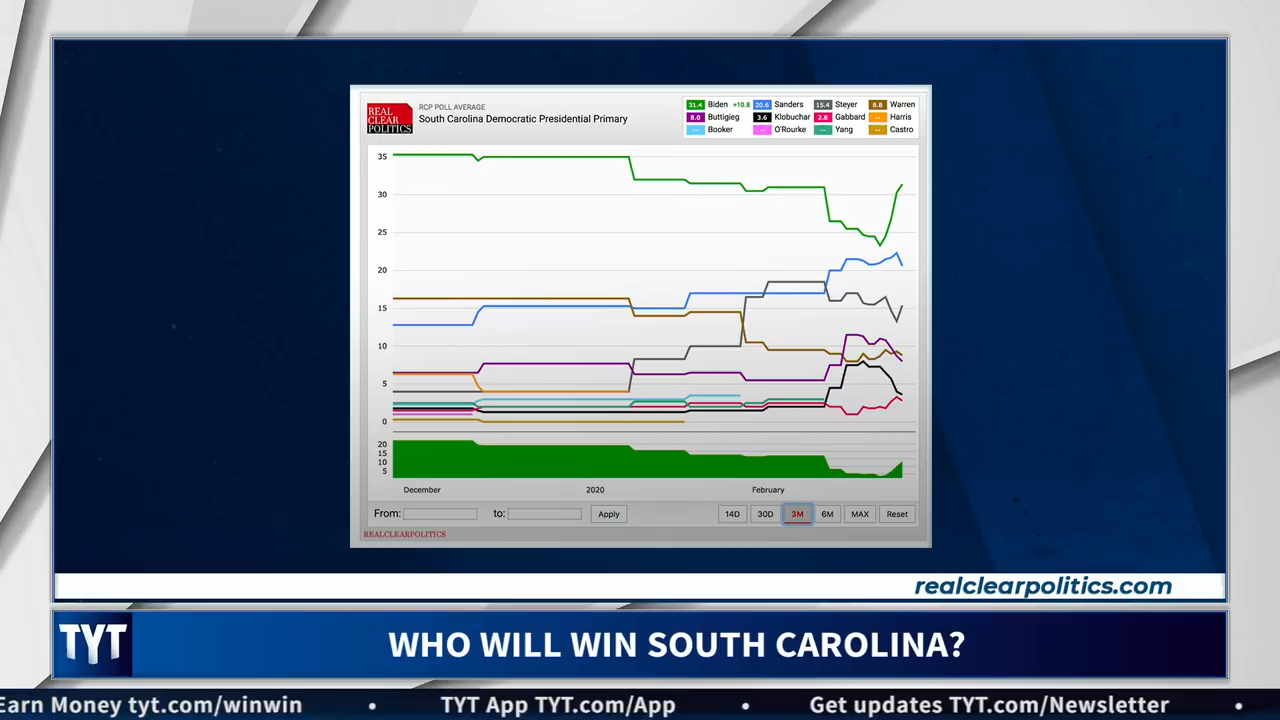 REAL CLEAR POLITICS
RCP POLL AVERAGE
South Carolina Democratic Presidential Primary
31.4 Biden +10.8 20.6 Sanders 15.4 Steyer 8.8 Warren
8.0 Buttigieg 3.6 Klobuchar 2.8 Gabbard -- Harris
-- Booker -- O'Rourke -- Yang -- Castro
35
30
25
20
15
10
5
0
20
15
10
5
December 2020 February
From: to: Apply 14D 30D 3M 6M MAX Reset
REALCLEARPOLITICS
realclearpolitics.com
TYT WHO WILL WIN SOUTH CAROLINA?
Earn Money tyt.com/winwin • TYT App TYT.com/App • Get updates TYT.com/Newsletter •